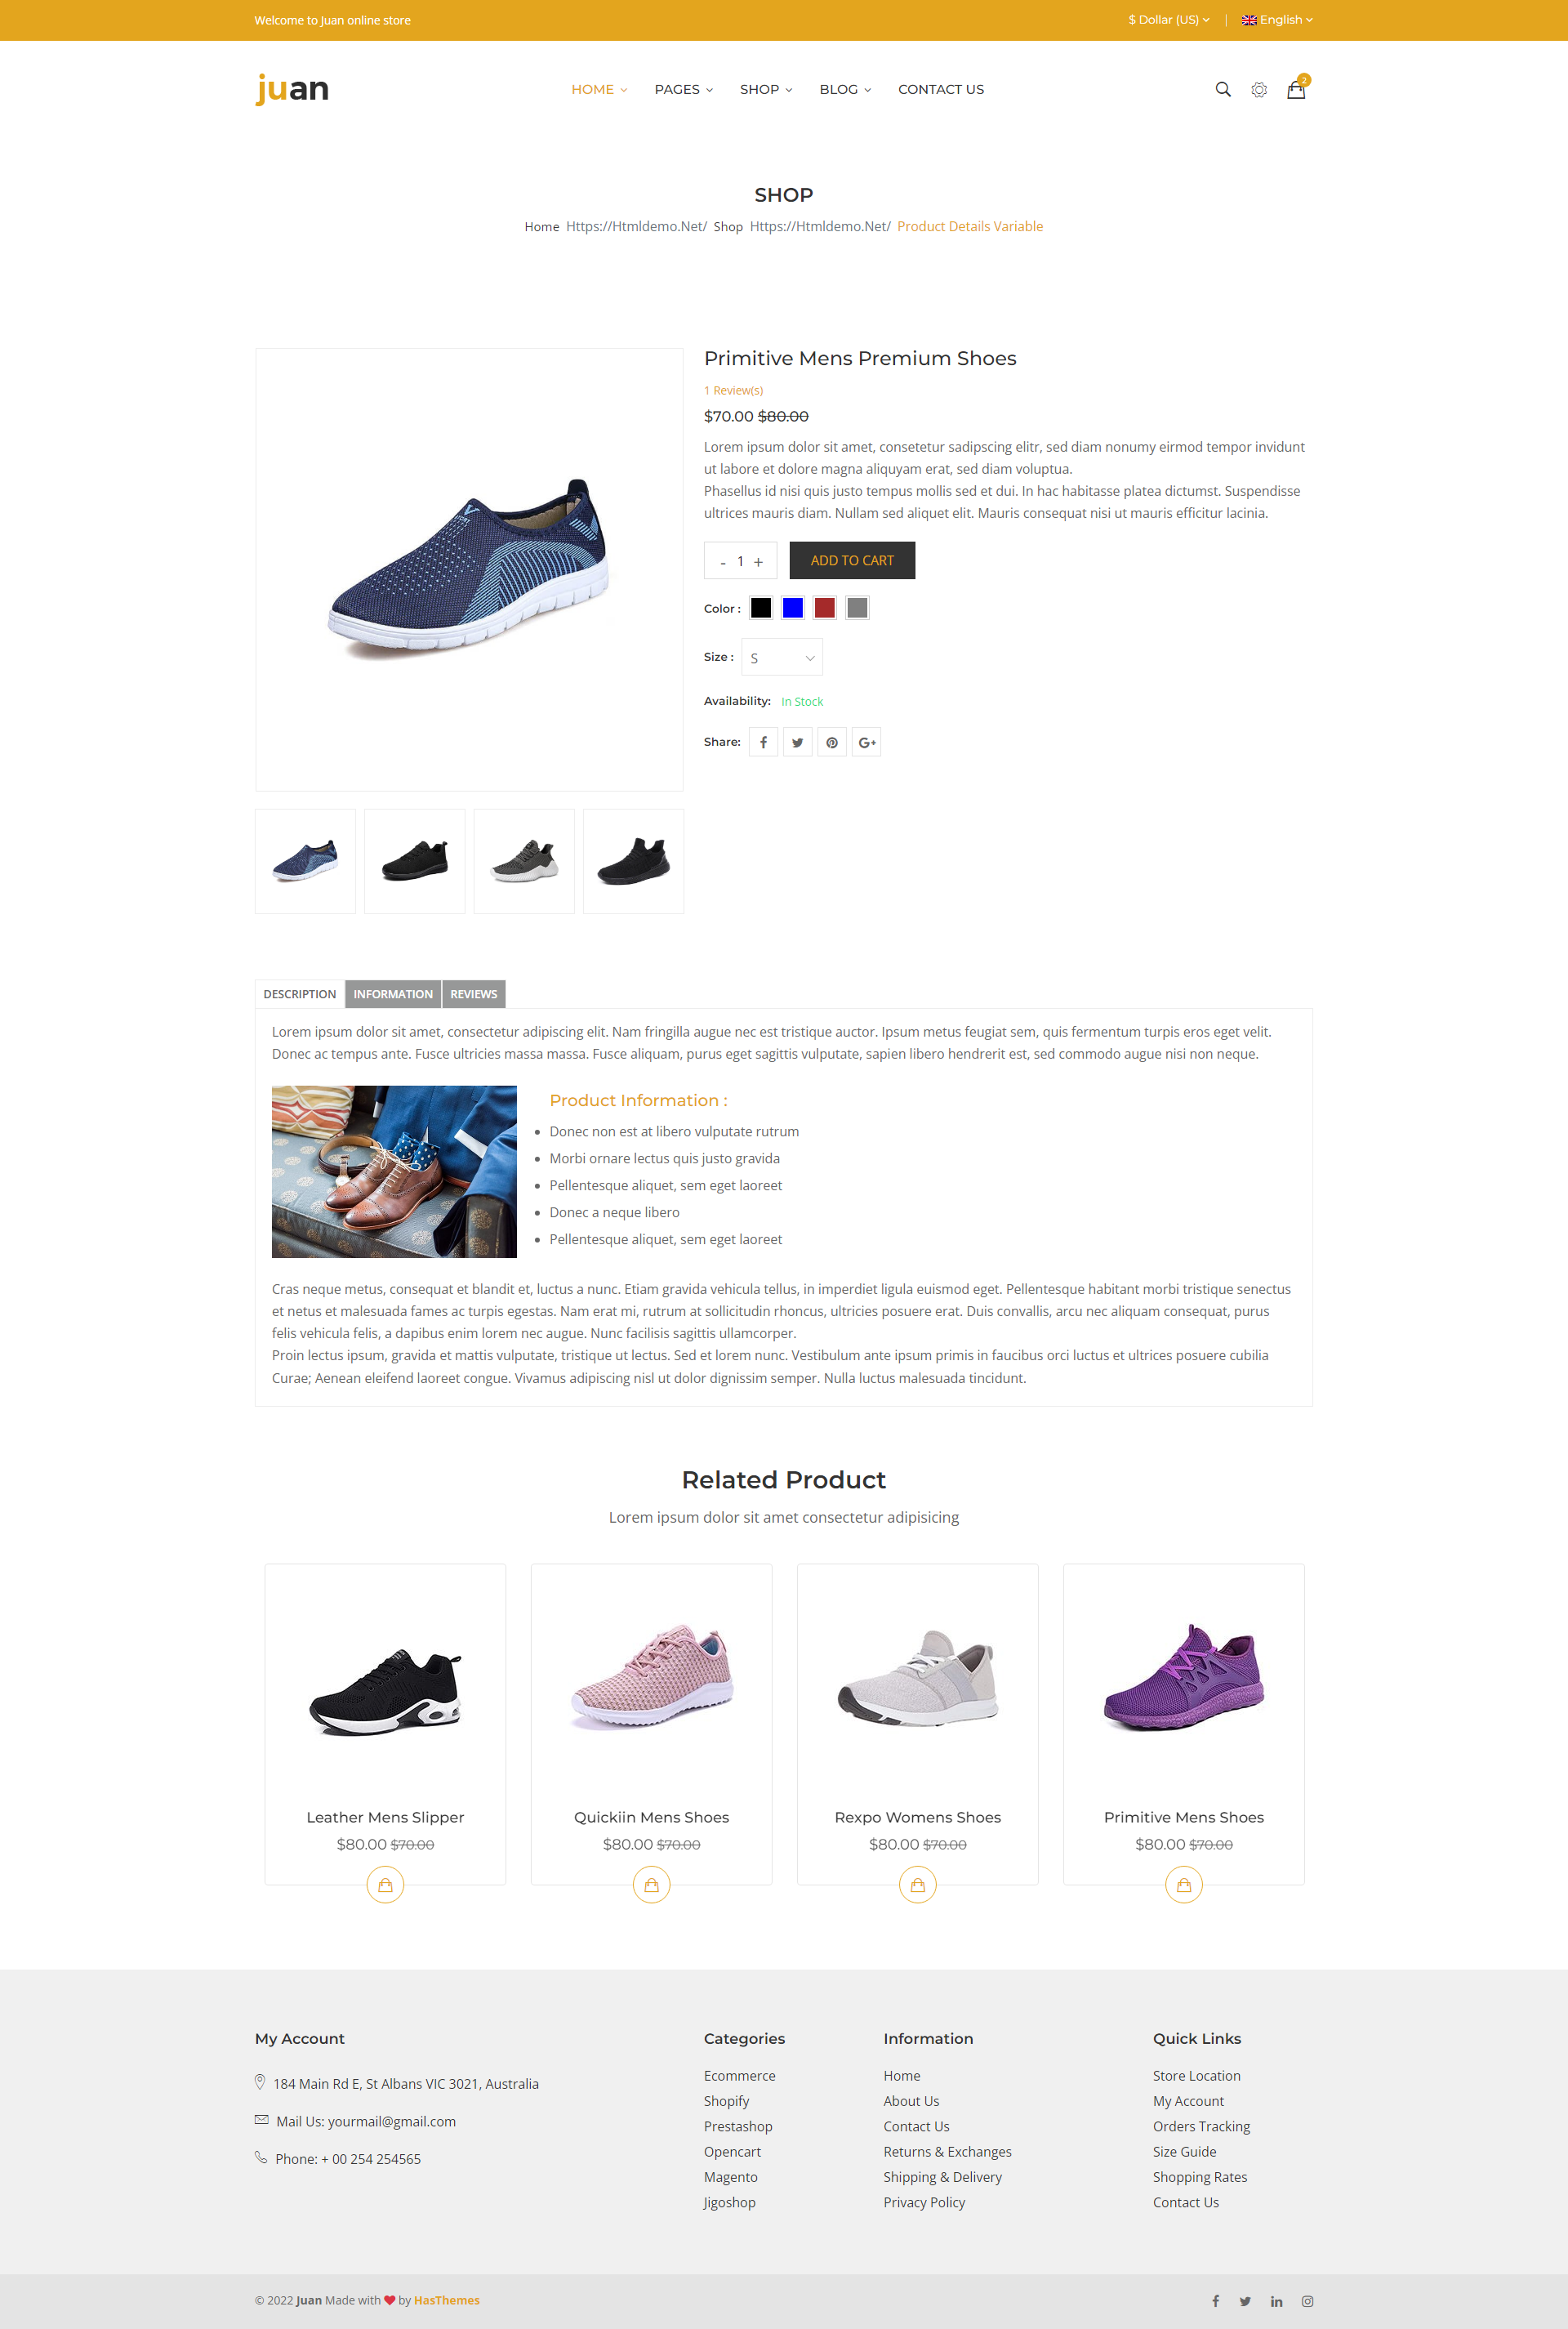 Welcome to Juan online store
$ Dollar (US)
English
juan
HOME
PAGES
SHOP
BLOG
CONTACT US
2
SHOP
Home Https://Htmldemo.Net/ Shop Https://Htmldemo.Net/ Product Details Variable
Primitive Mens Premium Shoes
1 Review(s)
$70.00 $80.00
Lorem ipsum dolor sit amet, consetetur sadipscing elitr, sed diam nonumy eirmod tempor invidunt
ut labore et dolore magna aliquyam erat, sed diam voluptua.
Phasellus id nisi quis justo tempus mollis sed et dui. In hac habitasse platea dictumst. Suspendisse
ultrices mauris diam. Nullam sed aliquet elit. Mauris consequat nisi ut mauris efficitur lacinia.
- 1 +
ADD TO CART
Color :
Size :
S
Availability: In Stock
Share:
DESCRIPTION
INFORMATION
REVIEWS
Lorem ipsum dolor sit amet, consectetur adipiscing elit. Nam fringilla augue nec est tristique auctor. Ipsum metus feugiat sem, quis fermentum turpis eros eget velit.
Donec ac tempus ante. Fusce ultricies massa massa. Fusce aliquam, purus eget sagittis vulputate, sapien libero hendrerit est, sed commodo augue nisi non neque.
Product Information :
Donec non est at libero vulputate rutrum
Morbi ornare lectus quis justo gravida
Pellentesque aliquet, sem eget laoreet
Donec a neque libero
Pellentesque aliquet, sem eget laoreet
Cras neque metus, consequat et blandit et, luctus a nunc. Etiam gravida vehicula tellus, in imperdiet ligula euismod eget. Pellentesque habitant morbi tristique senectus
et netus et malesuada fames ac turpis egestas. Nam erat mi, rutrum at sollicitudin rhoncus, ultricies posuere erat. Duis convallis, arcu nec aliquam consequat, purus
felis vehicula felis, a dapibus enim lorem nec augue. Nunc facilisis sagittis ullamcorper.
Proin lectus ipsum, gravida et mattis vulputate, tristique ut lectus. Sed et lorem nunc. Vestibulum ante ipsum primis in faucibus orci luctus et ultrices posuere cubilia
Curae; Aenean eleifend laoreet congue. Vivamus adipiscing nisl ut dolor dignissim semper. Nulla luctus malesuada tincidunt.
Related Product
Lorem ipsum dolor sit amet consectetur adipisicing
Leather Mens Slipper
$80.00 $70.00
Quickiin Mens Shoes
$80.00 $70.00
Rexpo Womens Shoes
$80.00 $70.00
Primitive Mens Shoes
$80.00 $70.00
My Account
184 Main Rd E, St Albans VIC 3021, Australia
Mail Us: yourmail@gmail.com
Phone: + 00 254 254565
Categories
Ecommerce
Shopify
Prestashop
Opencart
Magento
Jigoshop
Information
Home
About Us
Contact Us
Returns & Exchanges
Shipping & Delivery
Privacy Policy
Quick Links
Store Location
My Account
Orders Tracking
Size Guide
Shopping Rates
Contact Us
© 2022 Juan Made with ❤ by HasThemes